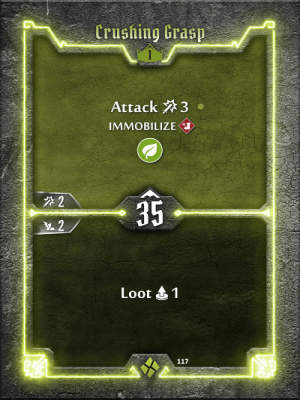 Crushing Grasp
1
Attack 3
IMMOBILIZE
2
35
2
Loot 1
117